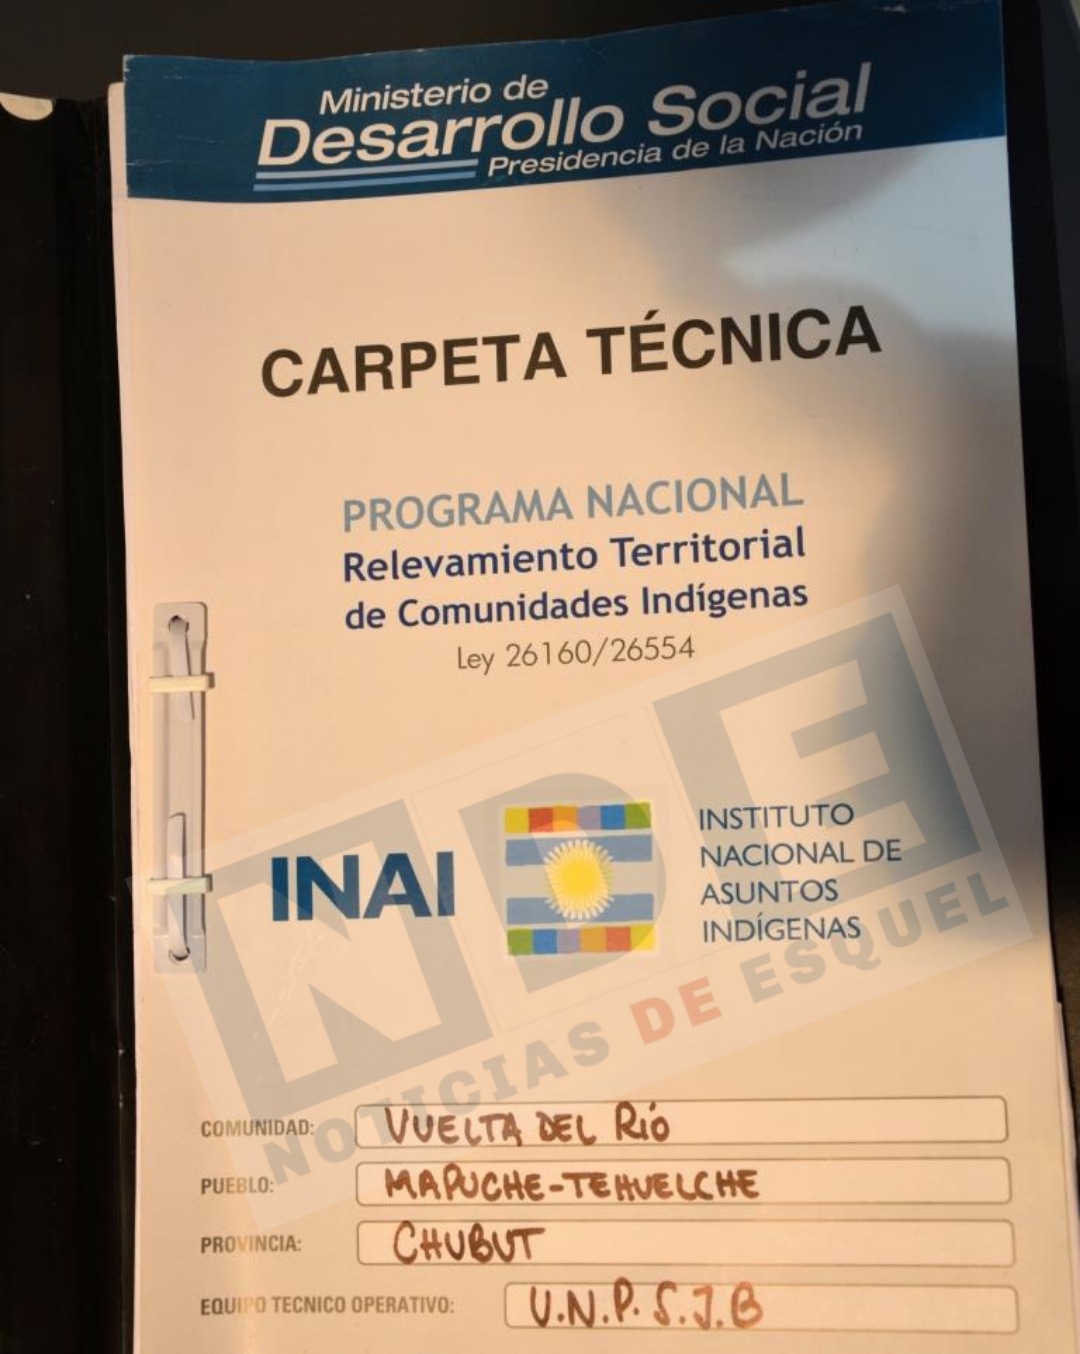 Ministerio de
Desarrollo Social
Presidencia de la Nación
CARPETA TÉCNICA
PROGRAMA NACIONAL
Relevamiento Territorial
de Comunidades Indígenas
Ley 26160/26554
INAI
INSTITUTO
NACIONAL DE
ASUNTOS
INDÍGENAS
NDE
NOTICIAS DE ESQUEL
COMUNIDAD: VUELTA DEL RÍO
PUEBLO: MAPUCHE-TEHUELCHE
PROVINCIA: CHUBUT
EQUIPO TECNICO OPERATIVO: U.N.P.S.J.B